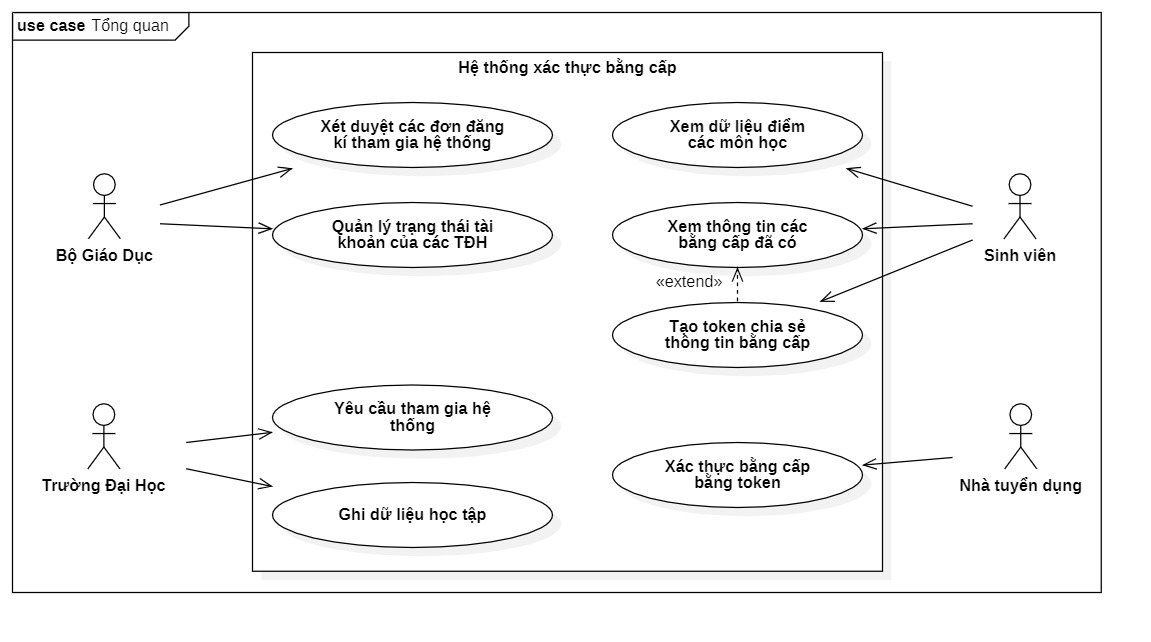 use case Tổng quan
Hệ thống xác thực bằng cấp
Xét duyệt các đơn đăng
kí tham gia hệ thống
Xem dữ liệu điểm
các môn học
Bộ Giáo Dục
Quản lý trạng thái tài
khoản của các TĐH
Xem thông tin các
bằng cấp đã có
Sinh viên
«extend»
Tạo token chia sẻ
thông tin bằng cấp
Yêu cầu tham gia hệ
thống
Trường Đại Học
Ghi dữ liệu học tập
Xác thực bằng cấp
bằng token
Nhà tuyển dụng